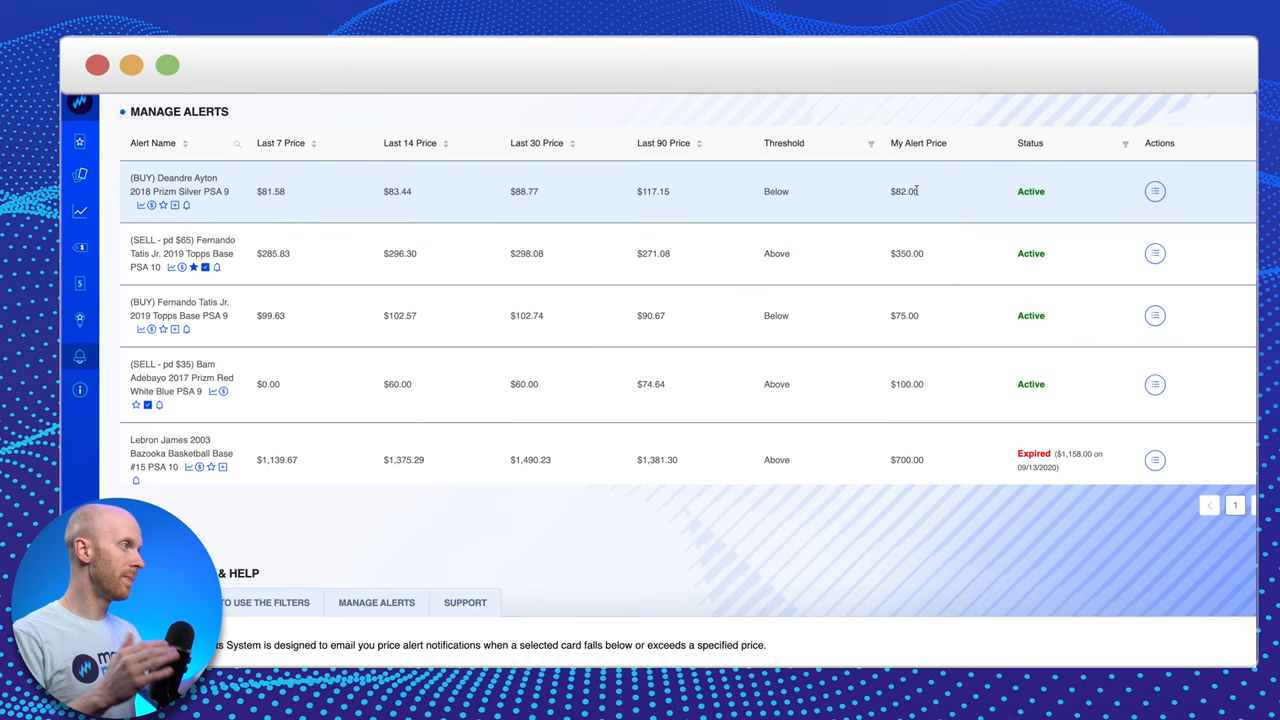 MANAGE ALERTS
Alert Name Last 7 Price Last 14 Price Last 30 Price Last 90 Price Threshold My Alert Price Status Actions
(BUY) Deandre Ayton
2018 Prizm Silver PSA 9 $81.58 $83.44 $88.77 $117.15 Below $82.00 Active
(SELL - pd $65) Fernando
Tatis Jr. 2019 Topps Base $285.83 $296.30 $298.08 $271.08 Above $350.00 Active
PSA 10
(BUY) Fernando Tatis Jr.
2019 Topps Base PSA 9 $99.63 $102.57 $102.74 $90.67 Below $75.00 Active
(SELL - pd $35) Bam
Adebayo 2017 Prizm Red $0.00 $60.00 $60.00 $74.64 Above $100.00 Active
White Blue PSA 9
Lebron James 2003
Bazooka Basketball Base $1,139.67 $1,375.29 $1,490.23 $1,381.30 Above $700.00 Expired ($1,158.00 on
#15 PSA 10 09/13/2020)
1
& HELP
TO USE THE FILTERS MANAGE ALERTS SUPPORT
System is designed to email you price alert notifications when a selected card falls below or exceeds a specified price.